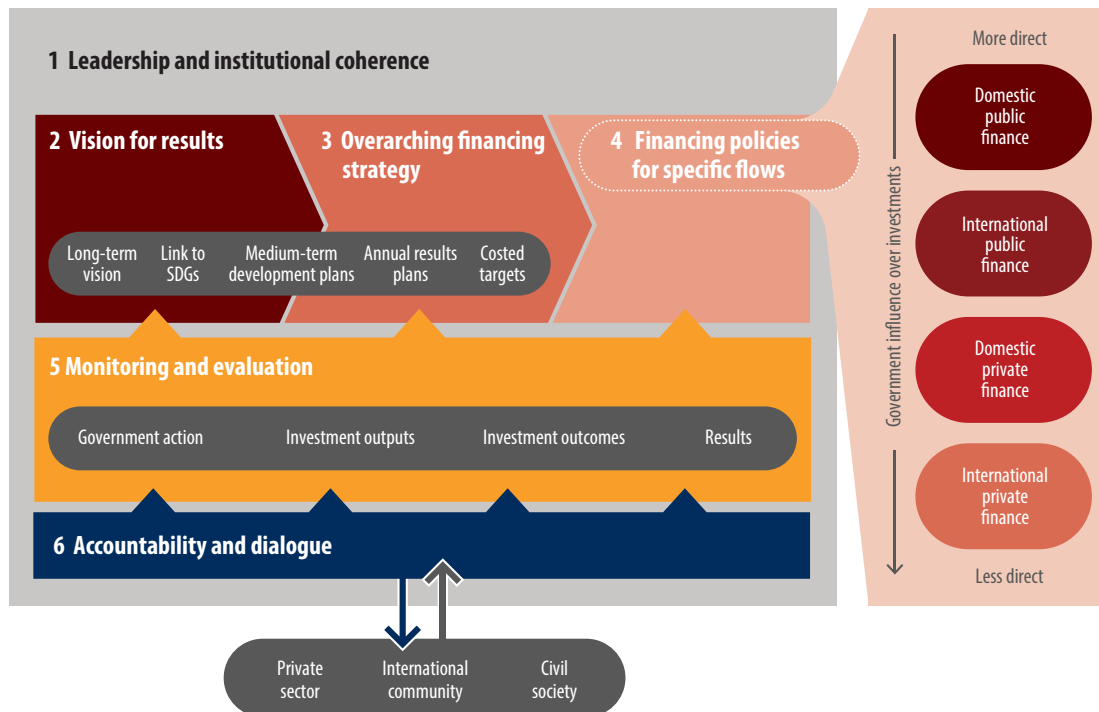 1 Leadership and institutional coherence
2 Vision for results
3 Overarching financing
strategy
4 Financing policies
for specific flows
Long-term
vision
Link to
SDGs
Medium-term
development plans
Annual results
plans
Costed
targets
5 Monitoring and evaluation
Government action
Investment outputs
Investment outcomes
Results
6 Accountability and dialogue
Private
sector
International
community
Civil
society
More direct
Government influence over investments
Domestic
public
finance
International
public
finance
Domestic
private
finance
International
private
finance
Less direct